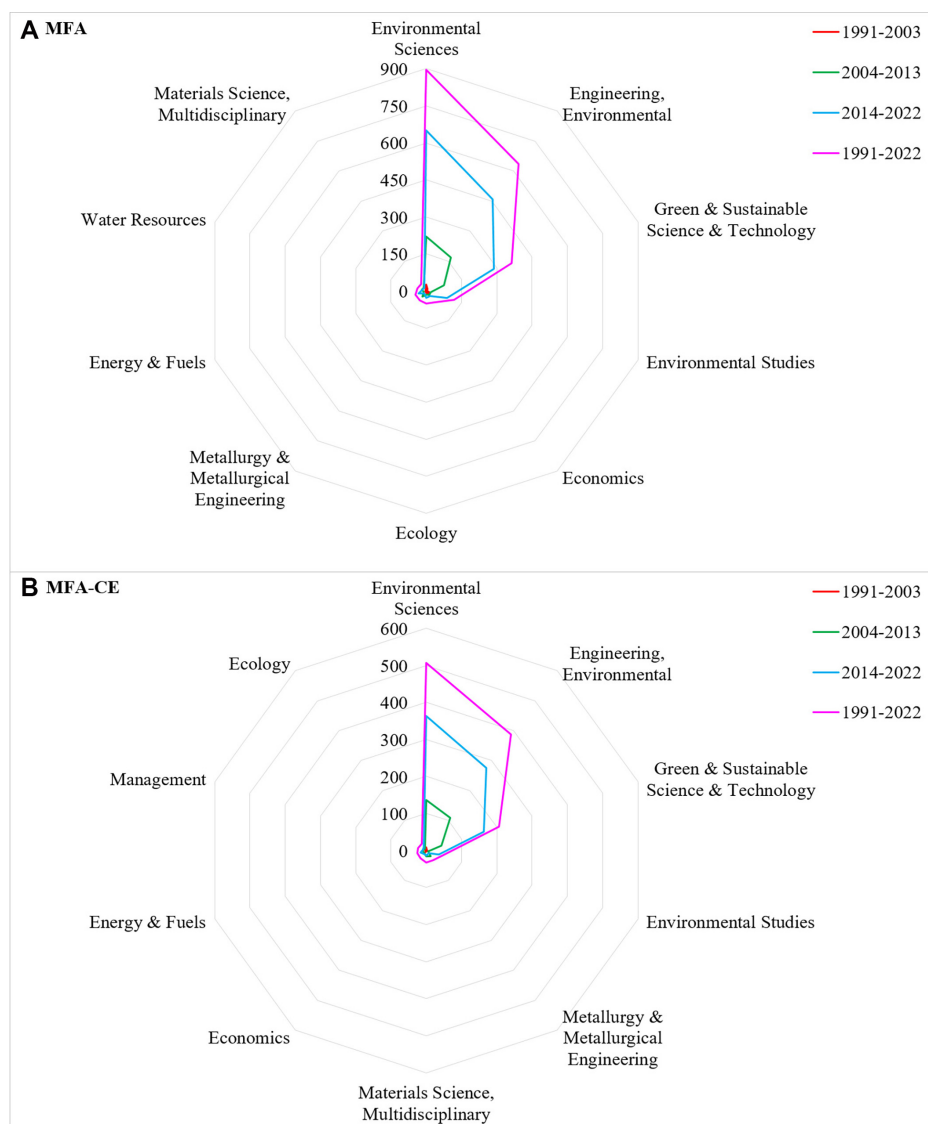 A MFA
Environmental
Sciences
1991-2003
2004-2013
2014-2022
1991-2022
900
750
600
450
300
150
0
Engineering,
Environmental
Green & Sustainable
Science & Technology
Environmental Studies
Economics
Ecology
Metallurgy &
Metallurgical
Engineering
Energy & Fuels
Water Resources
Materials Science,
Multidisciplinary
B MFA-CE
Environmental
Sciences
1991-2003
2004-2013
2014-2022
1991-2022
600
500
400
300
200
100
0
Engineering,
Environmental
Green & Sustainable
Science & Technology
Environmental Studies
Metallurgy &
Metallurgical
Engineering
Materials Science,
Multidisciplinary
Economics
Energy & Fuels
Management
Ecology